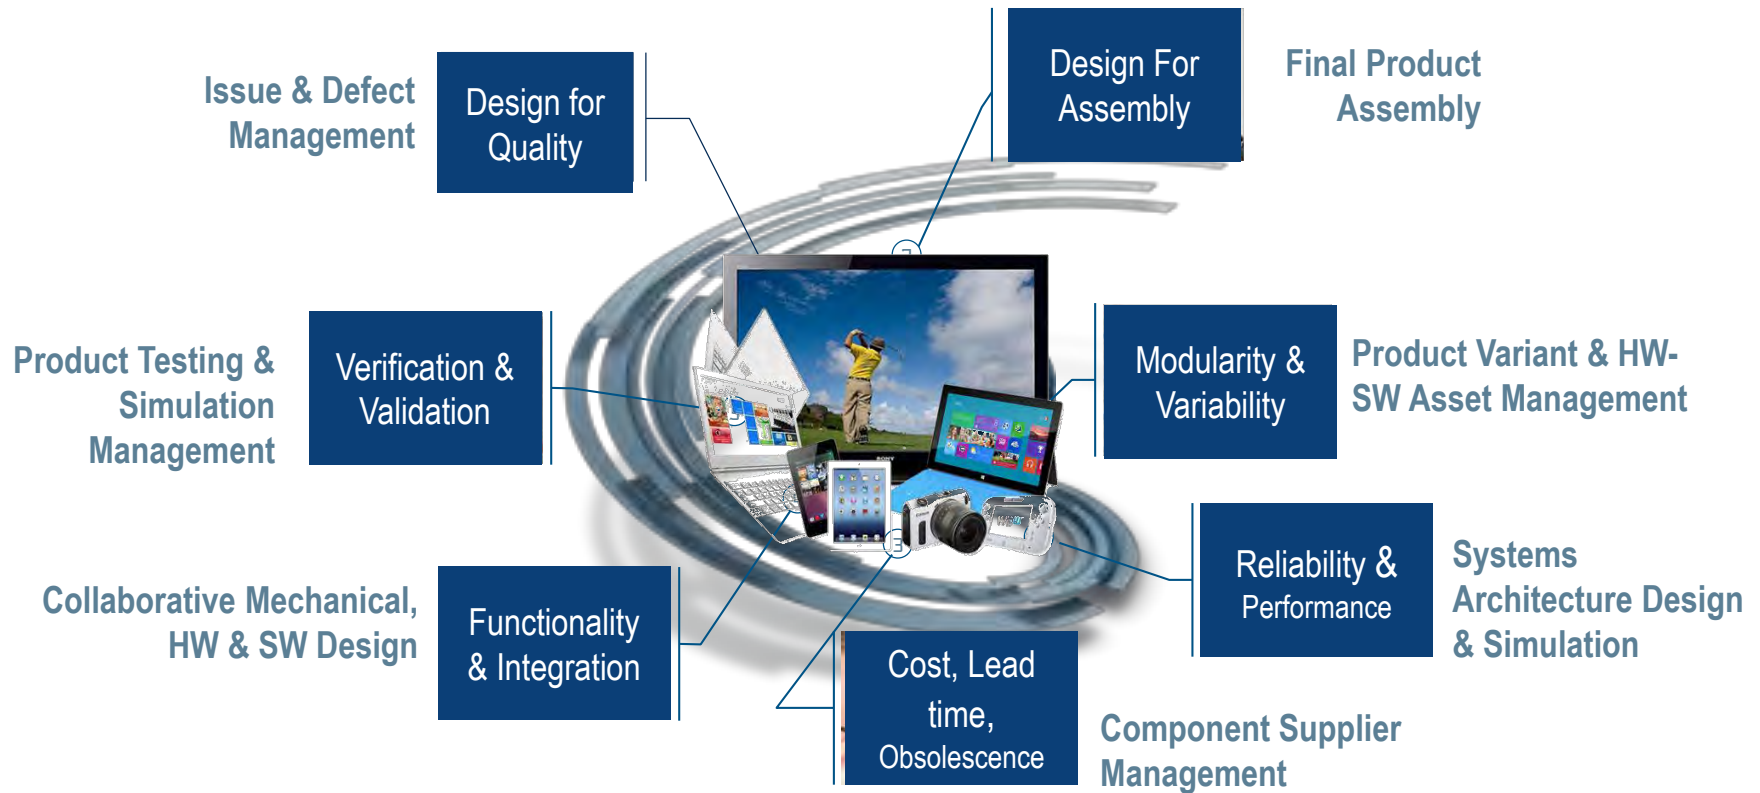 Issue & Defect
Management
Design for
Quality
Design For
Assembly
Final Product
Assembly
Product Testing &
Simulation
Management
Verification &
Validation
Modularity &
Variability
Product Variant & HW-
SW Asset Management
SONY
Collaborative Mechanical,
HW & SW Design
Functionality
& Integration
Cost, Lead
time,
Obsolescence
Component Supplier
Management
Reliability &
Performance
Systems
Architecture Design
& Simulation